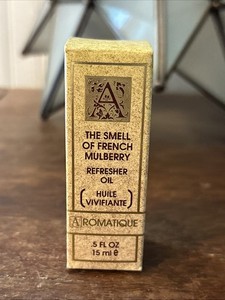 A
THE SMELL
OF FRENCH
MULBERRY
REFRESHER
OIL
(HUILE
VIVIFIANTE)
AROMATIQUE
.5 FL OZ
15 ml e